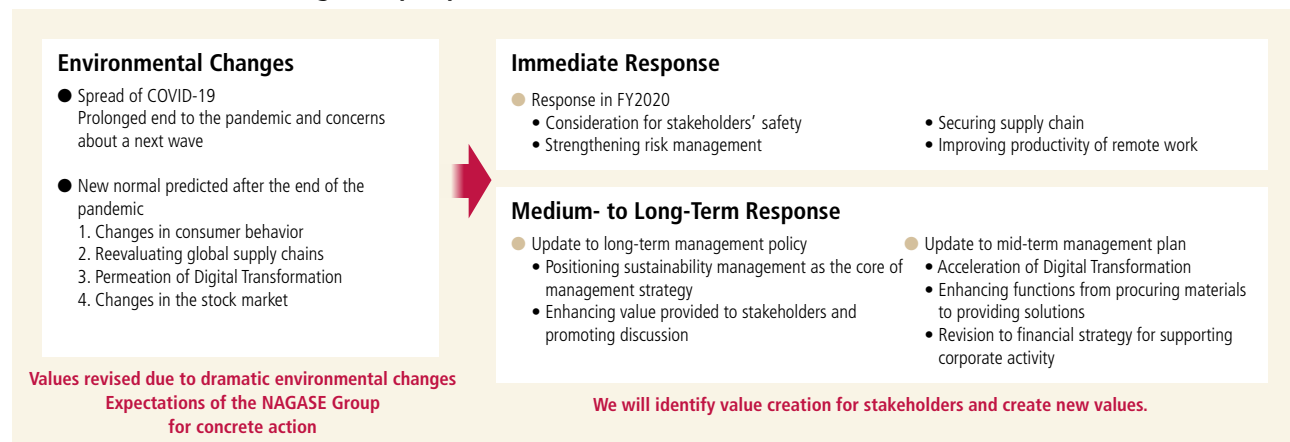 Environmental Changes
● Spread of COVID-19
Prolonged end to the pandemic and concerns
about a next wave
● New normal predicted after the end of the
pandemic
1. Changes in consumer behavior
2. Reevaluating global supply chains
3. Permeation of Digital Transformation
4. Changes in the stock market
Values revised due to dramatic environmental changes
Expectations of the NAGASE Group
for concrete action
Immediate Response
● Response in FY2020
• Consideration for stakeholders’ safety
• Strengthening risk management
• Securing supply chain
• Improving productivity of remote work
Medium- to Long-Term Response
● Update to long-term management policy
• Positioning sustainability management as the core of
management strategy
• Enhancing value provided to stakeholders and
promoting discussion
● Update to mid-term management plan
• Acceleration of Digital Transformation
• Enhancing functions from procuring materials
to providing solutions
• Revision to financial strategy for supporting
corporate activity
We will identify value creation for stakeholders and create new values.